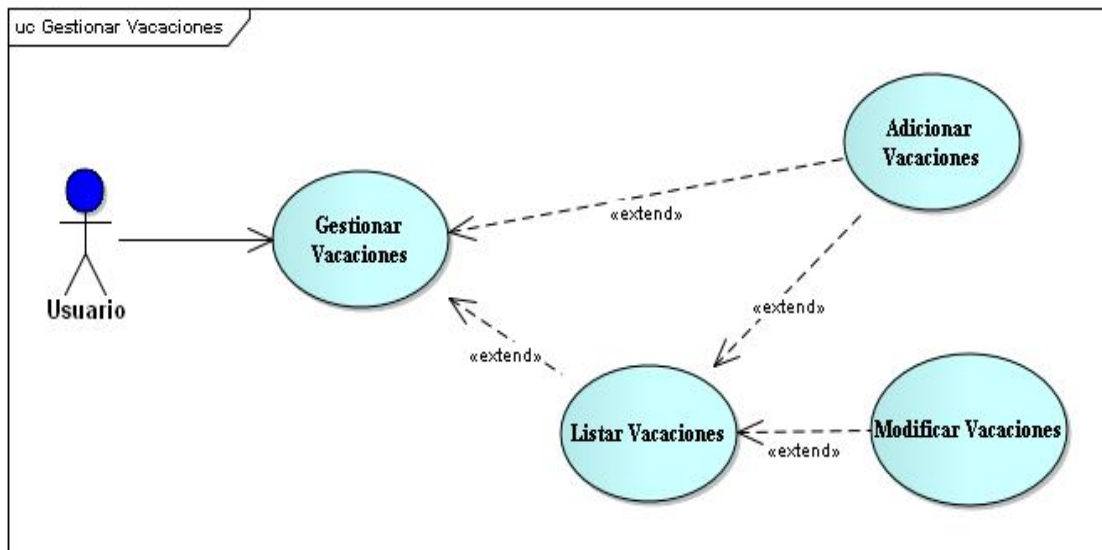 uc Gestionar Vacaciones
Adicionar
Vacaciones
«extend»
Gestionar
Vacaciones
Usuario
«extend»
«extend»
Listar Vacaciones
Modificar Vacaciones
«extend»